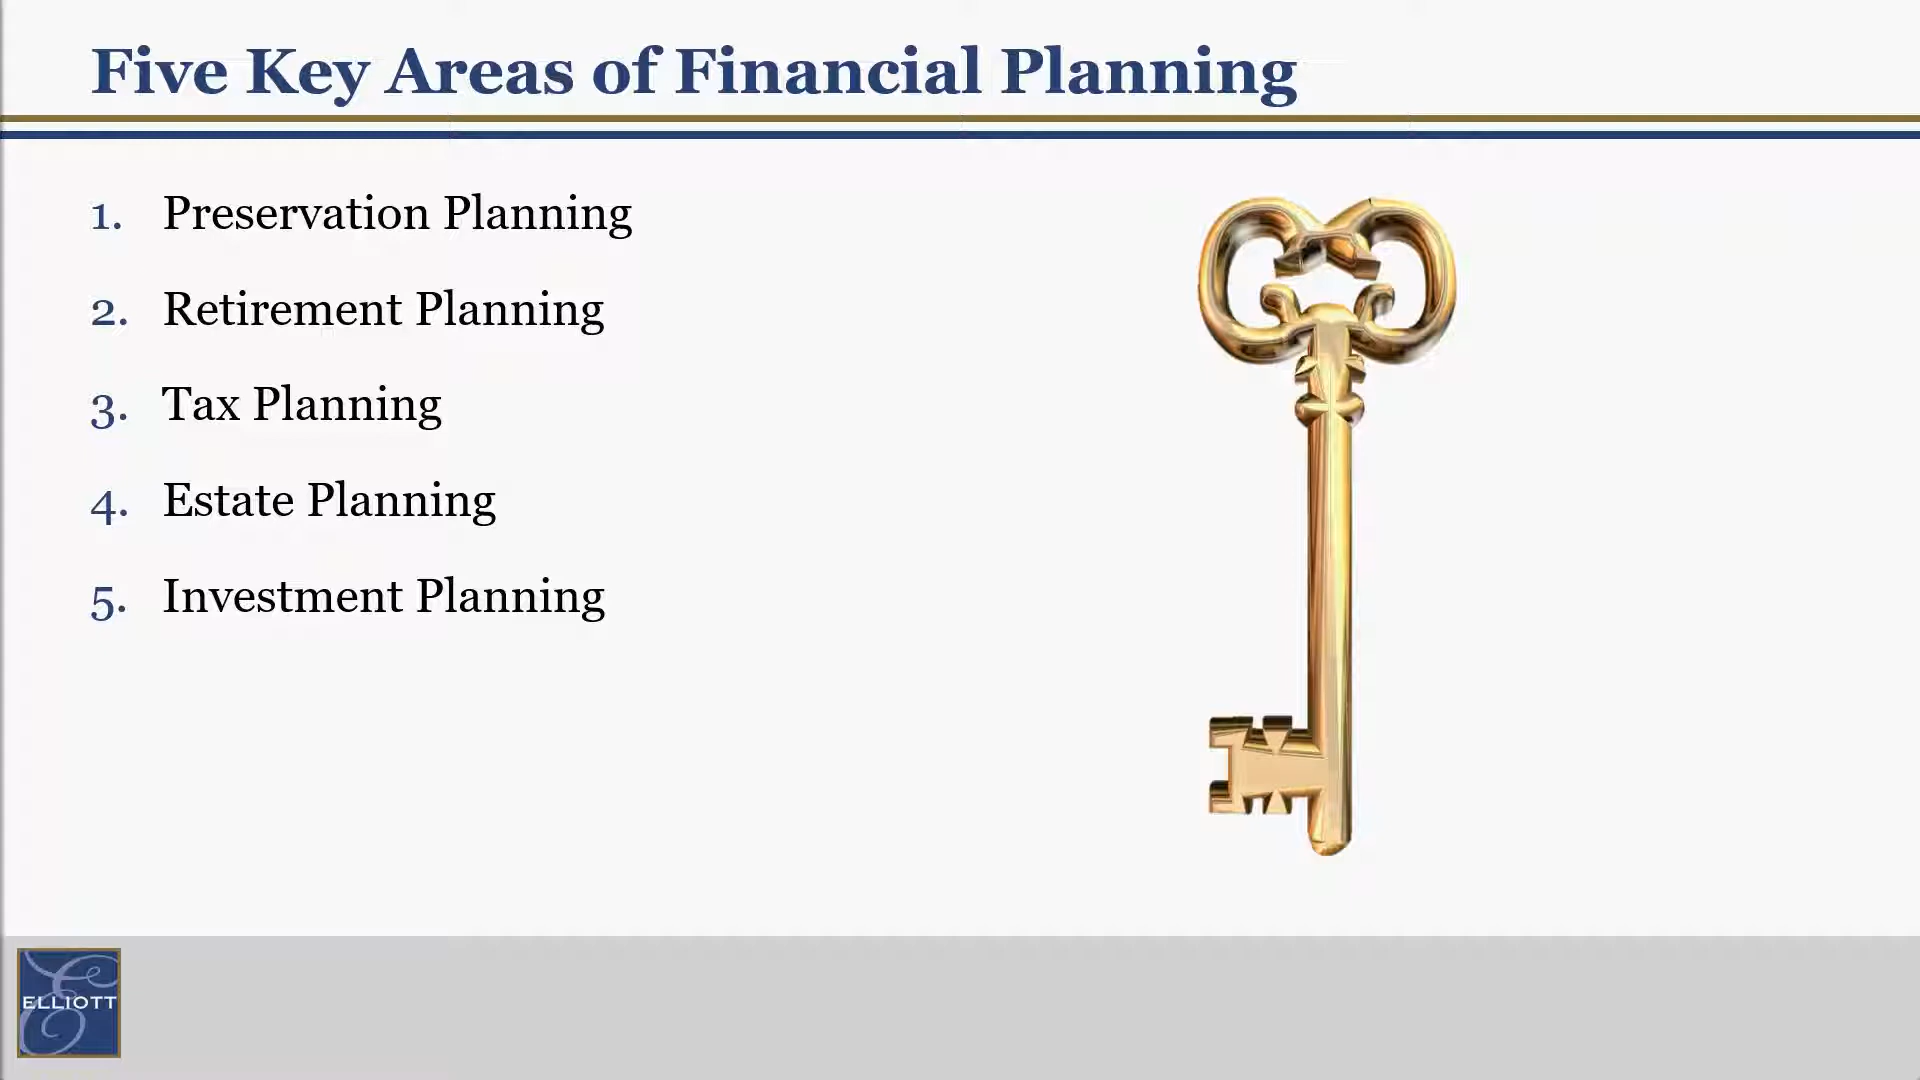 Five Key Areas of Financial Planning
1. Preservation Planning
2. Retirement Planning
3. Tax Planning
4. Estate Planning
5. Investment Planning
ELLIOTT